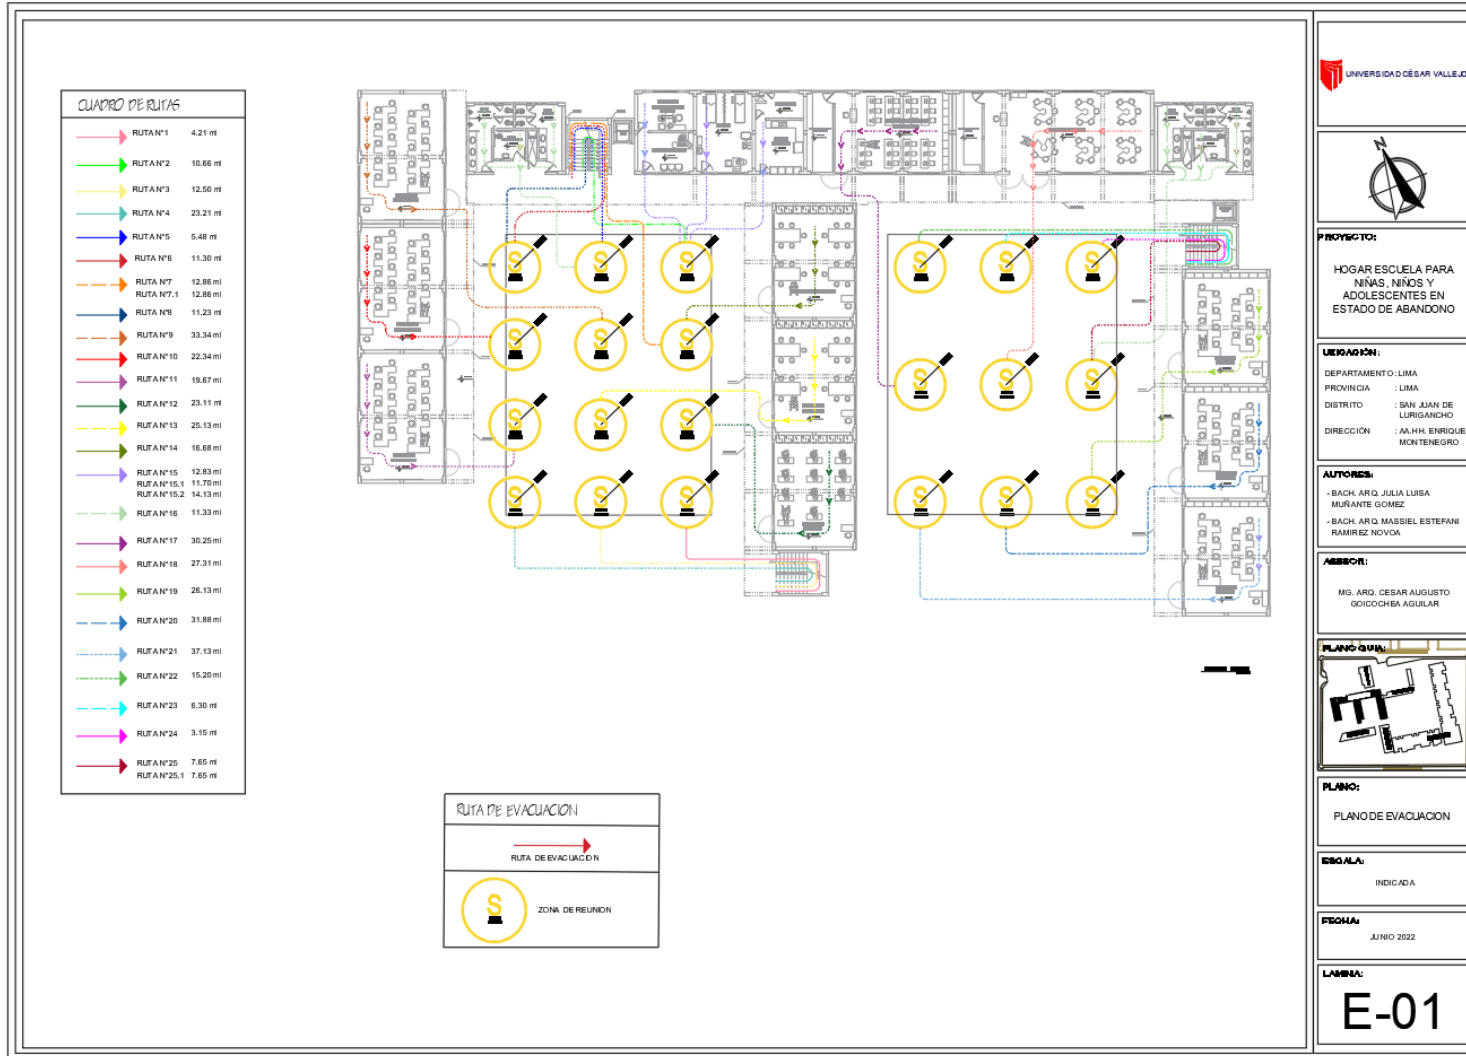 CUADRO DE RUTAS
RUTA N°1 4.21 ml
RUTA N°2 10.66 ml
RUTA N°3 12.50 ml
RUTA N°4 23.21 ml
RUTA N°5 5.48 ml
RUTA N°6 11.30 ml
RUTA N°7 12.86 ml
RUTA N°7.1 12.86 ml
RUTA N°8 11.23 ml
RUTA N°9 33.34 ml
RUTA N°10 22.34 ml
RUTA N°11 19.67 ml
RUTA N°12 23.11 ml
RUTA N°13 25.13 ml
RUTA N°14 16.68 ml
RUTA N°15 12.83 ml
RUTA N°15.1 11.70 ml
RUTA N°15.2 14.13 ml
RUTA N°16 11.33 ml
RUTA N°17 30.25 ml
RUTA N°18 27.31 ml
RUTA N°19 26.13 ml
RUTA N°20 31.88 ml
RUTA N°21 37.13 ml
RUTA N°22 15.20 ml
RUTA N°23 6.30 ml
RUTA N°24 3.15 ml
RUTA N°25 7.65 ml
RUTA N°25.1 7.65 ml
S S S S S S
S S S
S S S
S S S
S S S
S S S
RUTA DE EVACUACION
RUTA DE EVACUACION
S
ZONA DE REUNION
UNIVERSIDAD CÉSAR VALLEJO
N
PROYECTO:
HOGAR ESCUELA PARA
NIÑAS, NIÑOS Y
ADOLESCENTES EN
ESTADO DE ABANDONO
UBICACIÓN:
DEPARTAMENTO : LIMA
PROVINCIA : LIMA
DISTRITO : SAN JUAN DE
LURIGANCHO
DIRECCIÓN : AA.HH. ENRIQUE
MONTENEGRO
AUTORES:
- BACH. ARQ. JULIA LUISA
MUÑANTE GOMEZ
- BACH. ARQ. MASSIEL ESTEFANI
RAMIREZ NOVOA
ASESOR:
MG. ARQ. CESAR AUGUSTO
GOICOCHEA AGUILAR
PLANO GUIA:
PLANO:
PLANO DE EVACUACION
ESCALA:
INDICADA
FECHA:
JUNIO 2022
LAMINA:
E-01